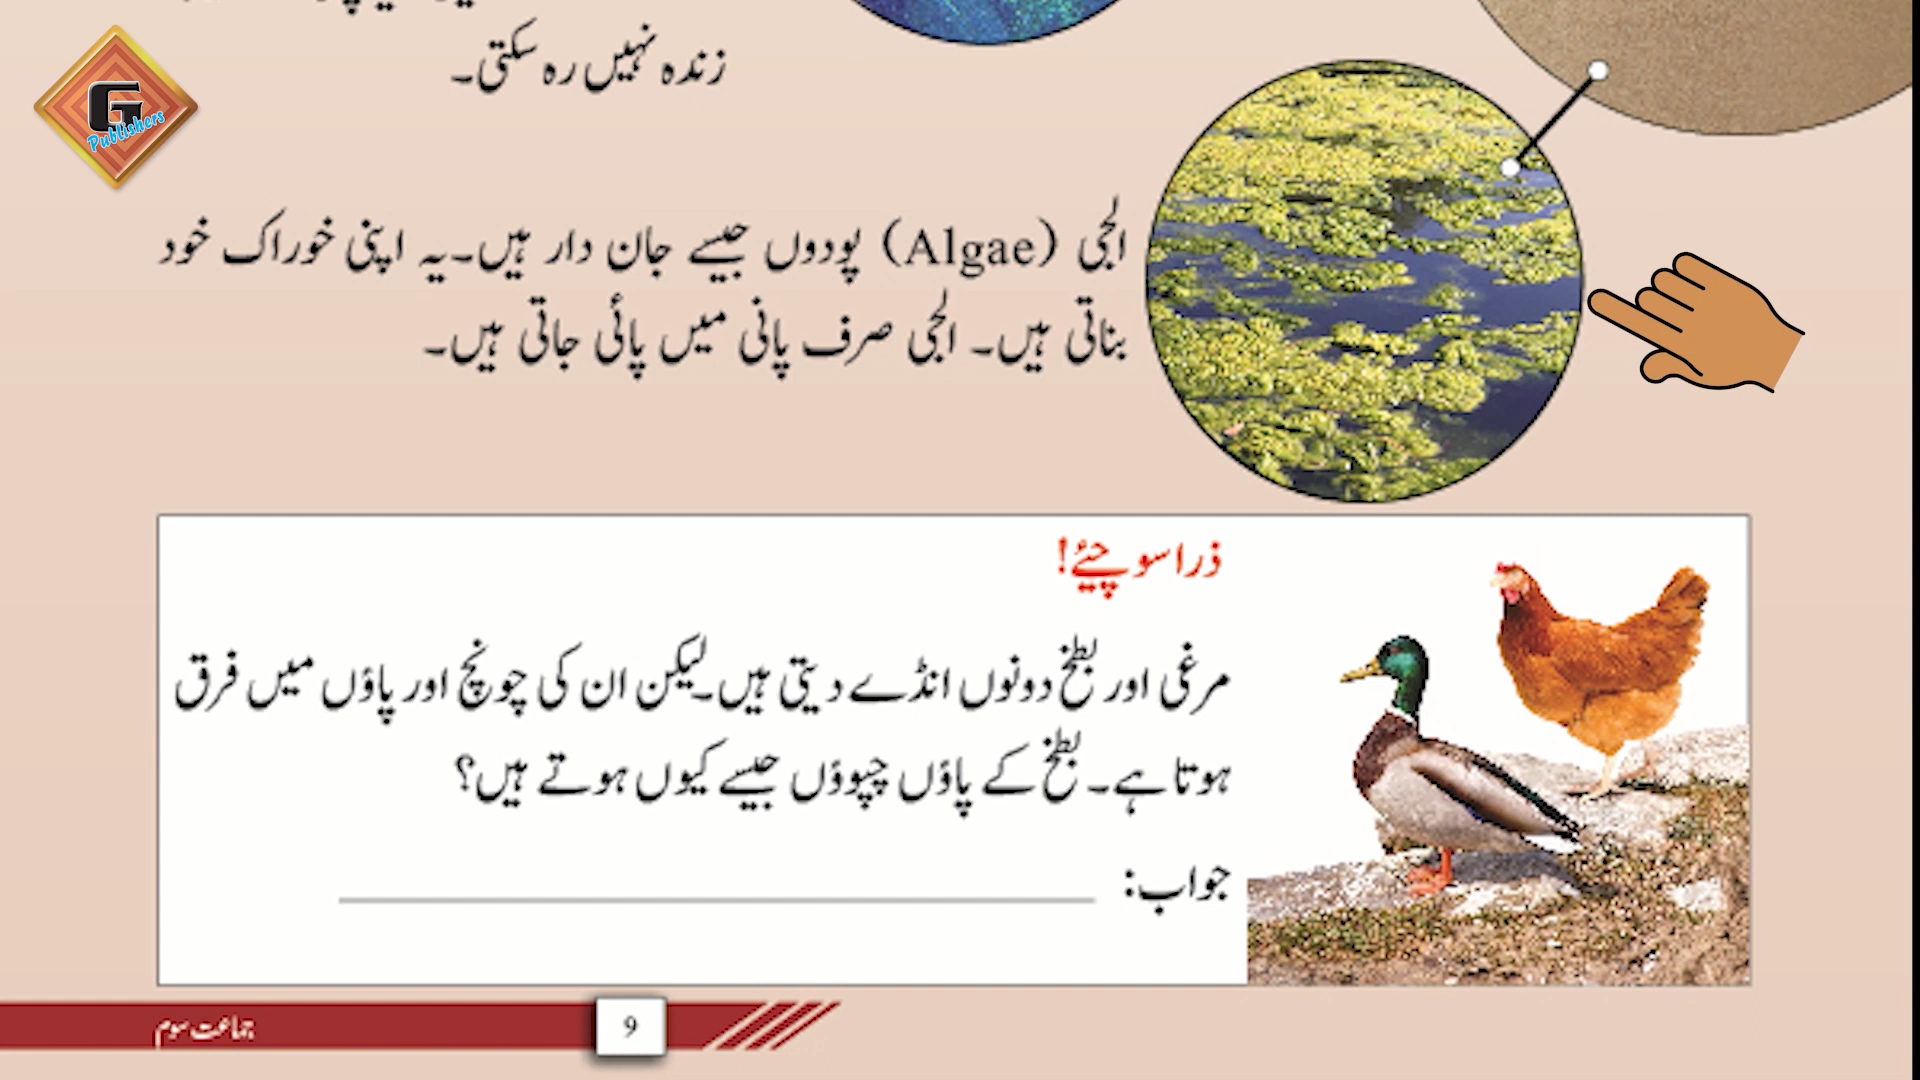 زندہ نہیں رہ سکتی۔
G
Publishers
الجی (Algae) پودوں جیسے جان دار ہیں۔یہ اپنی خوراک خود
بناتی ہیں۔ الجی صرف پانی میں پائی جاتی ہیں۔
ذرا سوچیئے!
مرغی اور بطخ دونوں انڈے دیتی ہیں۔لیکن ان کی چونچ اور پاؤں میں فرق
ہوتا ہے۔ بطخ کے پاؤں چپوؤں جیسے کیوں ہوتے ہیں؟
جواب:
جماعت سوم
9